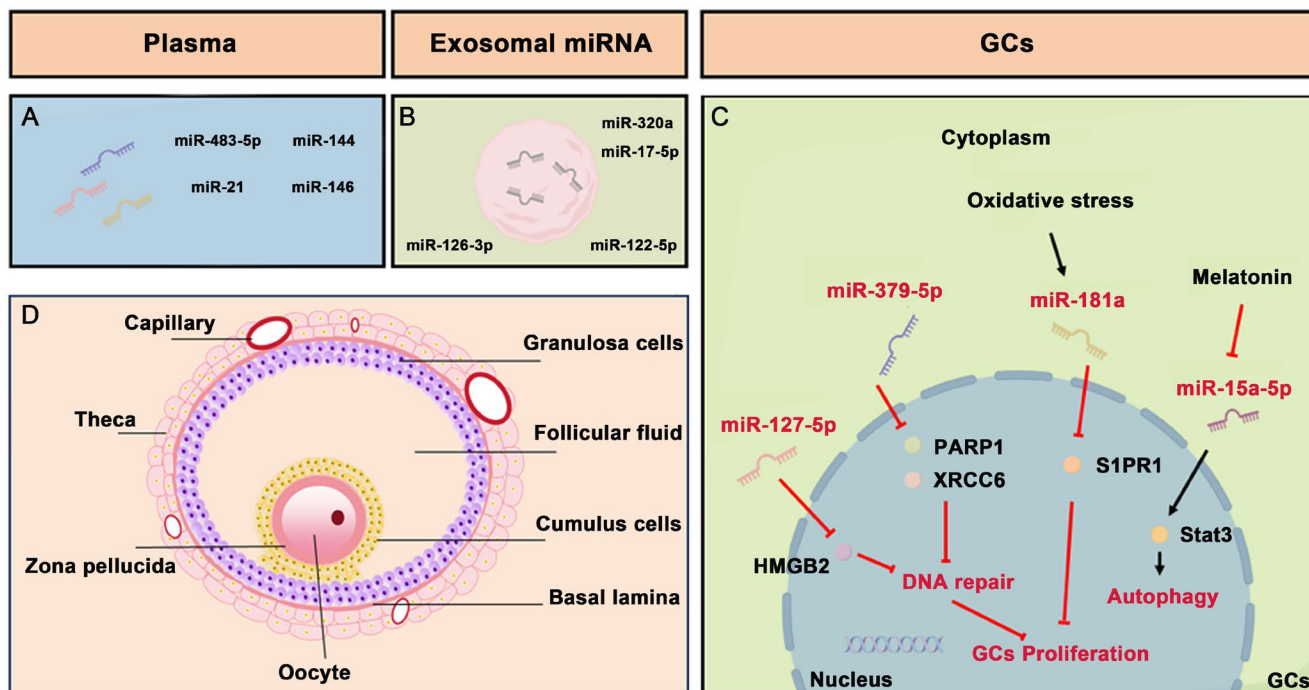 Plasma
Exosomal miRNA
GCs
A
miR-483-5p
miR-144
miR-21
miR-146
B
miR-320a
miR-17-5p
miR-126-3p
miR-122-5p
C
Cytoplasm
Oxidative stress
miR-379-5p
miR-181a
Melatonin
miR-15a-5p
miR-127-5p
PARP1
XRCC6
S1PR1
Stat3
HMGB2
DNA repair
Autophagy
GCs Proliferation
Nucleus
GCs
D
Capillary
Granulosa cells
Theca
Follicular fluid
Cumulus cells
Zona pellucida
Basal lamina
Oocyte